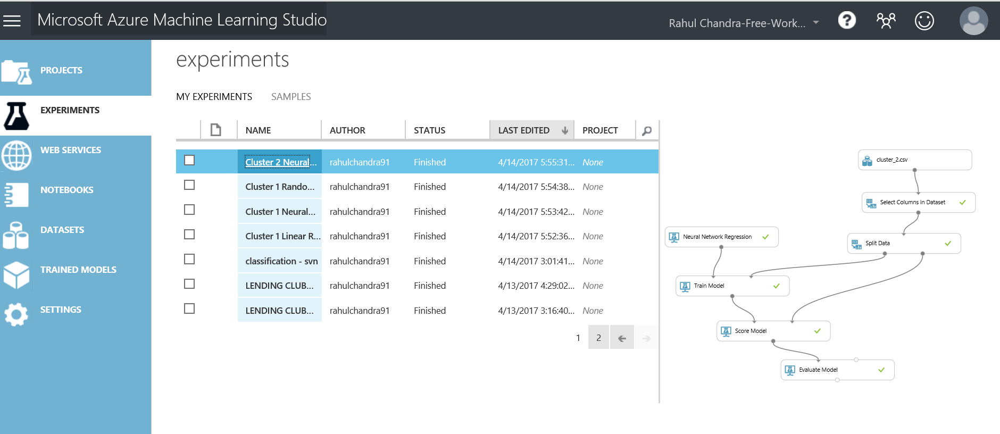 Microsoft Azure Machine Learning Studio
Rahul Chandra-Free-Work...
PROJECTS
EXPERIMENTS
WEB SERVICES
NOTEBOOKS
DATASETS
TRAINED MODELS
SETTINGS
experiments
MY EXPERIMENTS SAMPLES
NAME AUTHOR STATUS LAST EDITED PROJECT
Cluster 2 Neural... rahulchandra91 Finished 4/14/2017 5:55:31... None
Cluster 1 Rando... rahulchandra91 Finished 4/14/2017 5:54:38... None
Cluster 1 Neural... rahulchandra91 Finished 4/14/2017 5:53:42... None
Cluster 1 Linear R... rahulchandra91 Finished 4/14/2017 5:52:36... None
classification - svn rahulchandra91 Finished 4/14/2017 3:01:41... None
LENDING CLUB... rahulchandra91 Finished 4/13/2017 4:29:02... None
LENDING CLUB... rahulchandra91 Finished 4/13/2017 3:16:40... None
1 2
cluster_2.csv
Select Columns in Dataset
Neural Network Regression
Split Data
Train Model
Score Model
Evaluate Model